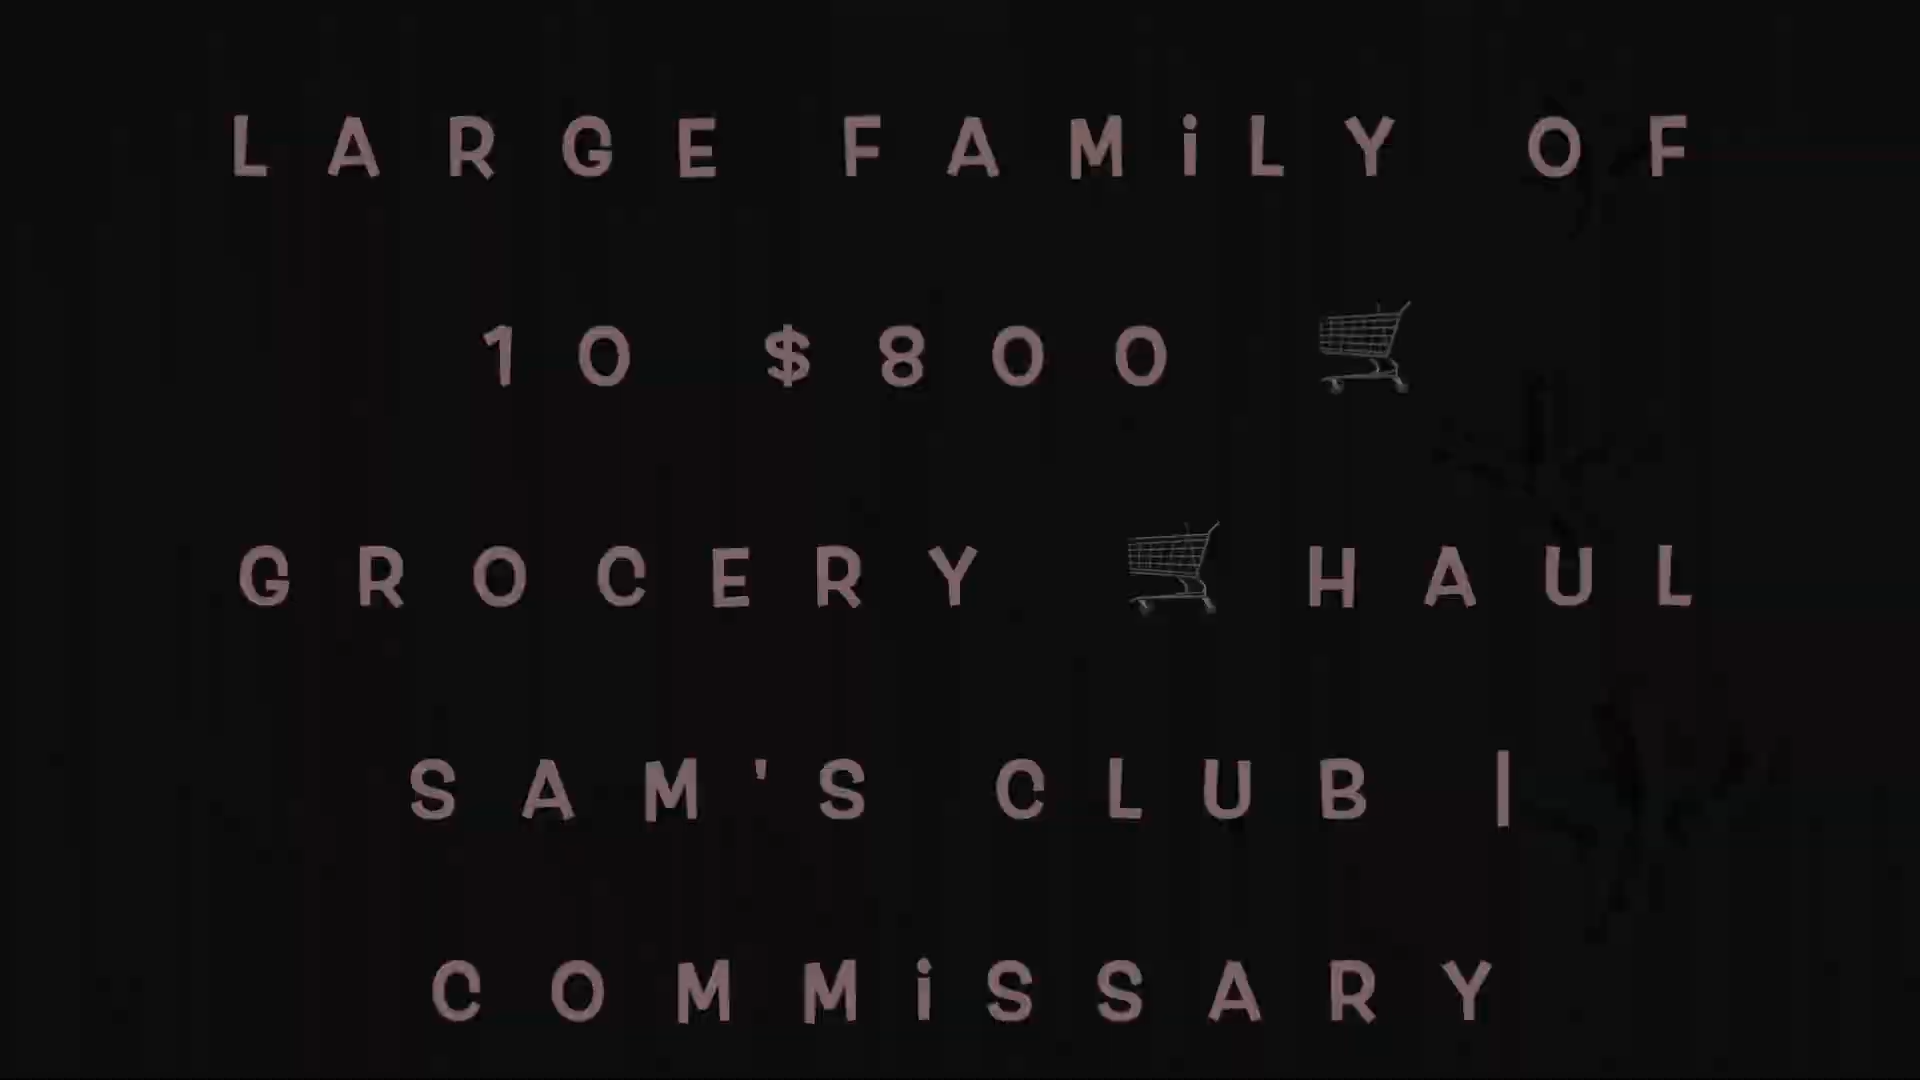 LARGE FAMiLY OF
10 $800 🛒
GROCERY 🛒 HAUL
SAM'S CLUB |
COMMiSSARY